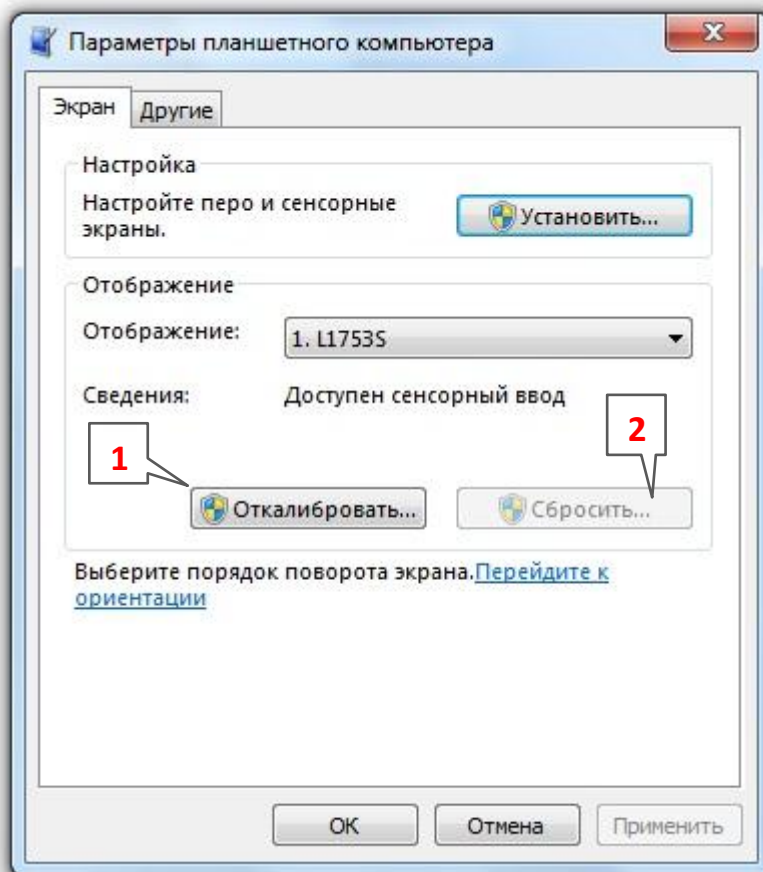 Параметры планшетного компьютера
Экран Другие
Настройка
Настройте перо и сенсорные
экраны.
Установить...
Отображение
Отображение: 1. L1753S
Сведения: Доступен сенсорный ввод
1
2
Откалибровать... Сбросить...
Выберите порядок поворота экрана.Перейдите к
ориентации
ОК Отмена Применить